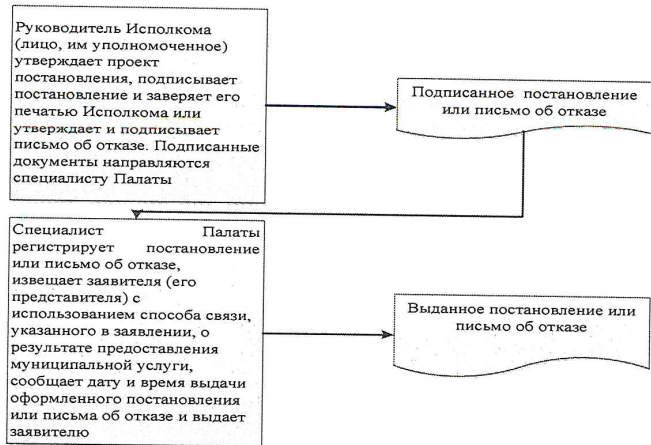 Руководитель Исполкома
(лицо, им уполномоченное)
утверждает проект
постановления, подписывает
постановление и заверяет его
печатью Исполкома или
утверждает и подписывает
письмо об отказе. Подписанные
документы направляются
специалисту Палаты
Подписанное постановление
или письмо об отказе
Специалист Палаты
регистрирует постановление
или письмо об отказе,
извещает заявителя (его
представителя) с
использованием способа связи,
указанного в заявлении, о
результате предоставления
муниципальной услуги,
сообщает дату и время выдачи
оформленного постановления
или письма об отказе и выдает
заявителю
Выданное постановление или
письмо об отказе